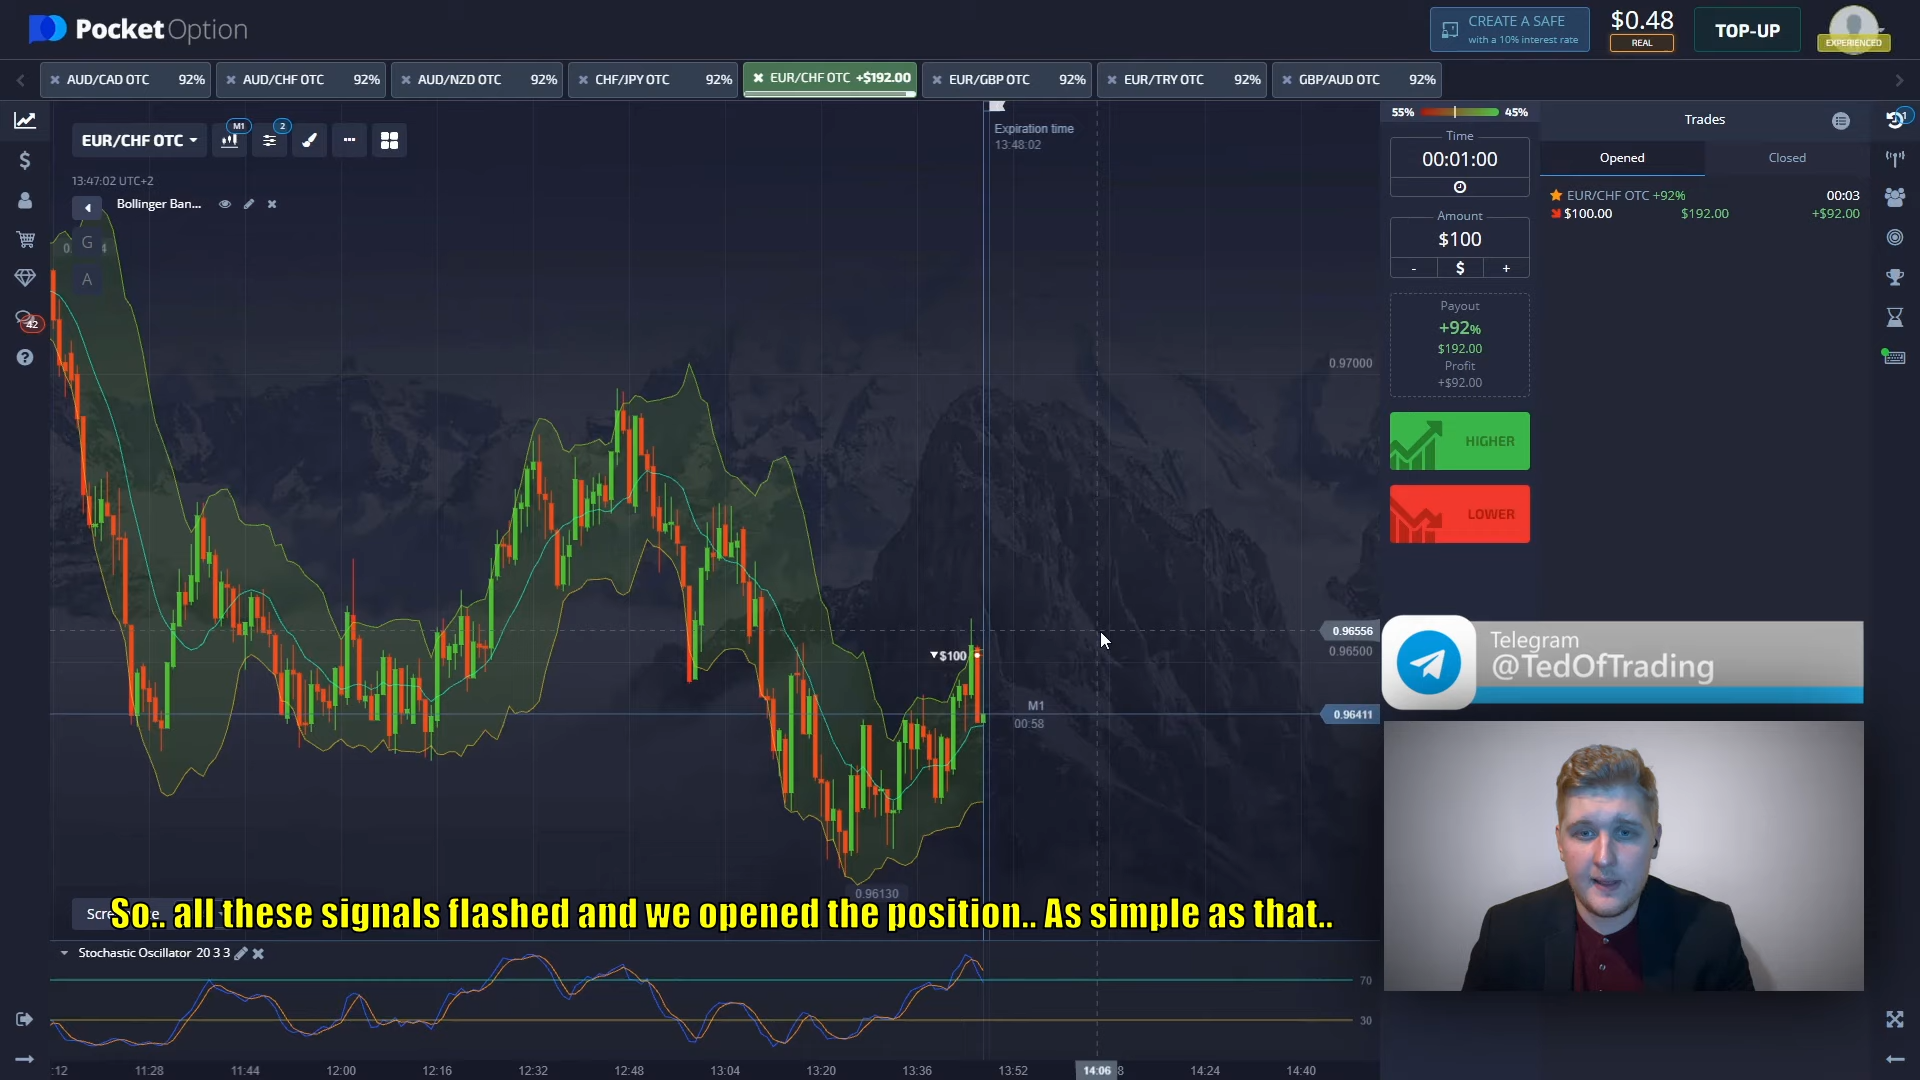 PocketOption
CREATE A SAFE
with a 10% interest rate
$0.48
REAL
TOP-UP
EXPERIENCED
AUD/CAD OTC 92%
AUD/CHF OTC 92%
AUD/NZD OTC 92%
CHF/JPY OTC 92%
EUR/CHF OTC +$192.00
EUR/GBP OTC 92%
EUR/TRY OTC 92%
GBP/AUD OTC 92%
EUR/CHF OTC
M1
2
13:47:02 UTC+2
Bollinger Ban...
G
A
42
Expiration time
13:48:02
0.97000
0.96556
0.96500
0.96411
$100
M1
00:58
0.96130
55%
45%
Time
00:01:00
Amount
$100
- $ +
Payout
+92%
$192.00
Profit
+$92.00
HIGHER
LOWER
Trades
Opened
Closed
EUR/CHF OTC +92% 00:03
$100.00 $192.00 +$92.00
Telegram
@TedOfTrading
So.. all these signals flashed and we opened the position.. As simple as that..
Stochastic Oscillator 20 3 3
70
30
:12 11:28 11:44 12:00 12:16 12:32 12:48 13:04 13:20 13:36 13:52 14:06 8 14:24 14:40